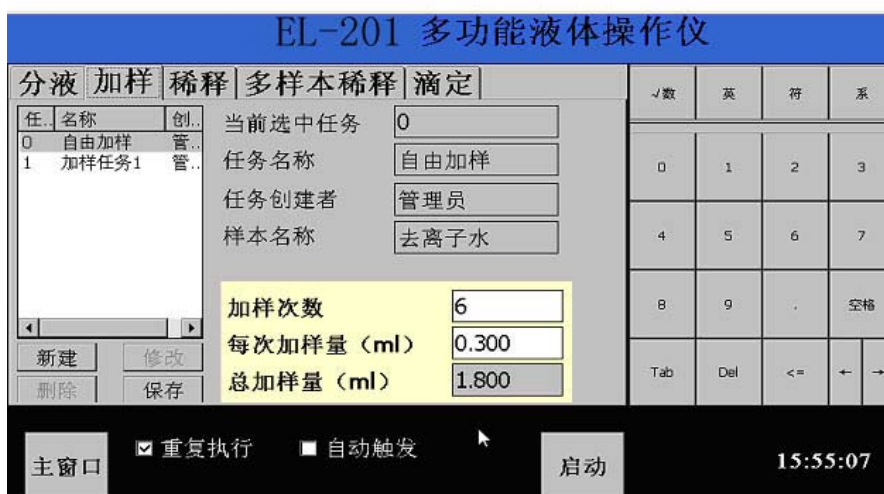 EL-201 多功能液体操作仪
分液 加样 稀释 多样本稀释 滴定
任.. 名称 创..
0 自由加样 管..
1 加样任务1 管..
新建 修改
删除 保存
当前选中任务 0
任务名称 自由加样
任务创建者 管理员
样本名称 去离子水
加样次数 6
每次加样量（ml） 0.300
总加样量（ml） 1.800
√数 英 符 系
0 1 2 3
4 5 6 7
8 9 . 空格
Tab Del <= ← →
主窗口 重复执行 自动触发 启动 15:55:07